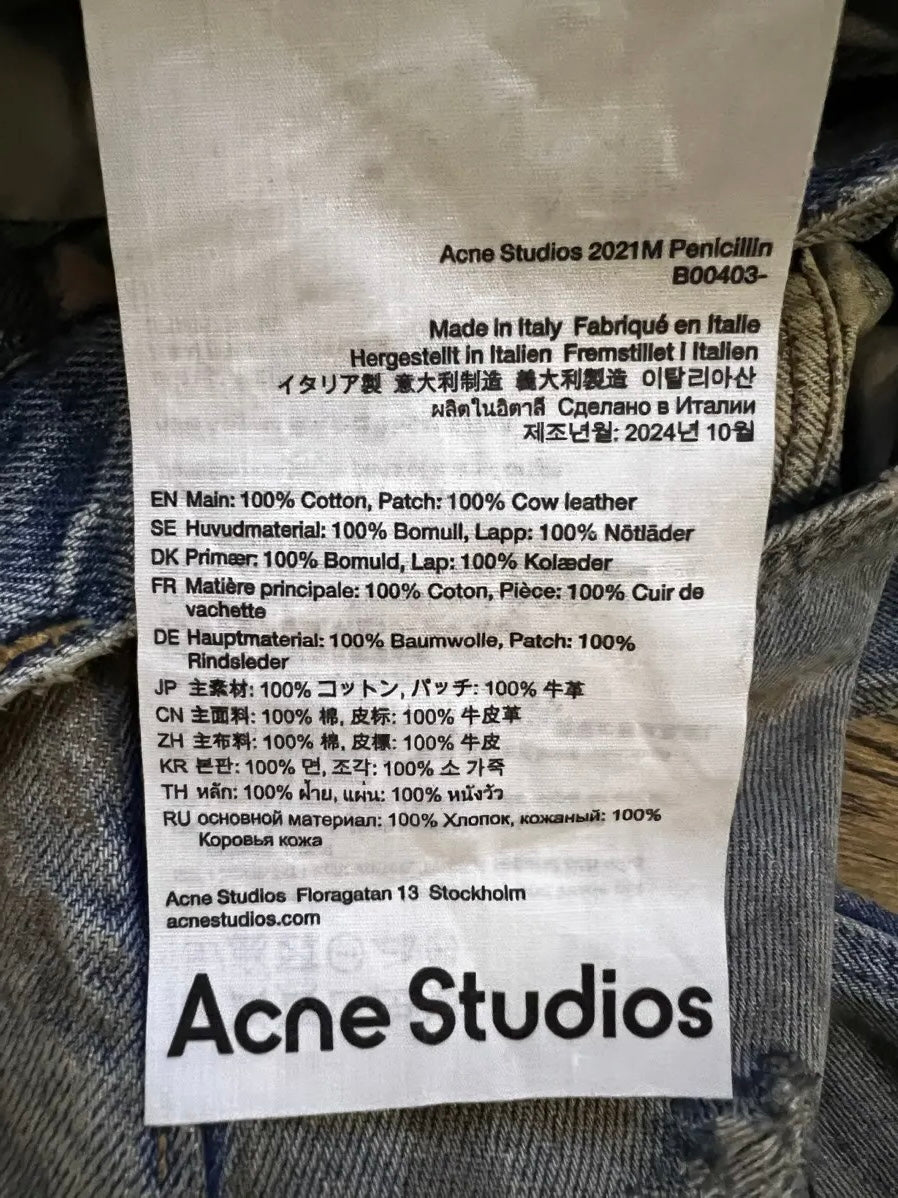 Acne Studios 2021M Penicillin
B00403-
Made in Italy Fabriqué en Italie
Hergestellt in Italien Fremstillet I Italien
イタリア製 意大利制造 義大利製造 이탈리아산
ผลิตในอิตาลี Сделано в Италии
제조년월: 2024년 10월
EN Main: 100% Cotton, Patch: 100% Cow leather
SE Huvudmaterial: 100% Bomull, Lapp: 100% Nötläder
DK Primær: 100% Bomuld, Lap: 100% Kolæder
FR Matière principale: 100% Coton, Pièce: 100% Cuir de
vachette
DE Hauptmaterial: 100% Baumwolle, Patch: 100%
Rindsleder
JP 主素材: 100% コットン, パッチ: 100% 牛革
CN 主面料: 100% 棉, 皮标: 100% 牛皮革
ZH 主布料: 100% 棉, 皮標: 100% 牛皮
KR 본판: 100% 면, 조각: 100% 소 가죽
TH หลัก: 100% ฝ้าย, แผ่น: 100% หนังวัว
RU основной материал: 100% Хлопок, кожаный: 100%
Коровья кожа
Acne Studios Floragatan 13 Stockholm
acnestudios.com
Acne Studios